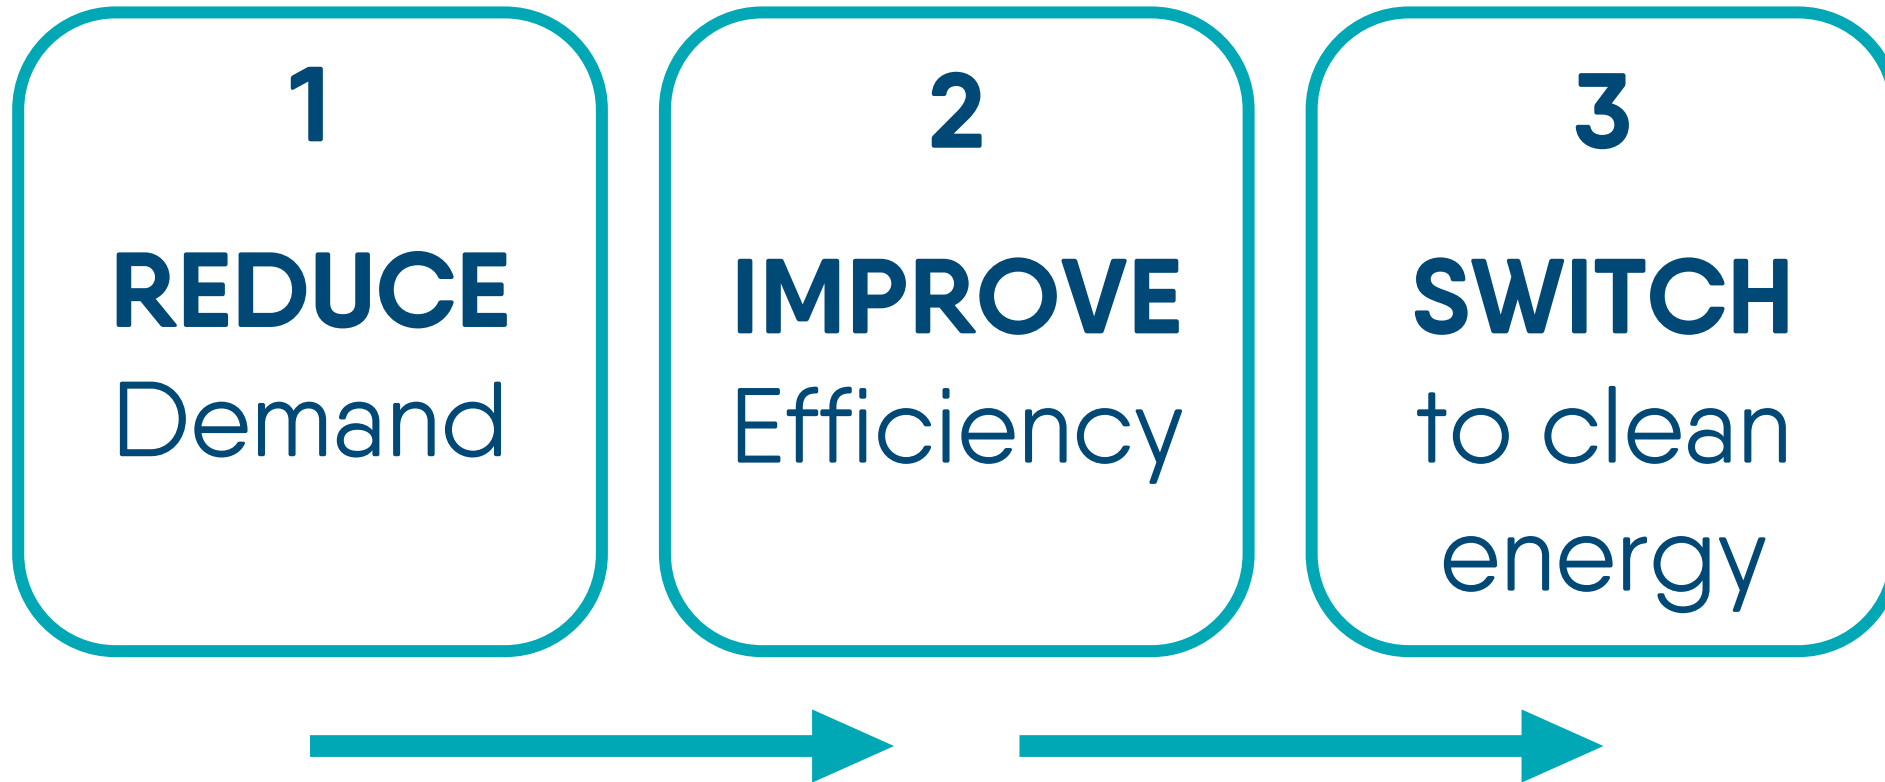 1
REDUCE
Demand
2
IMPROVE
Efficiency
3
SWITCH
to clean
energy